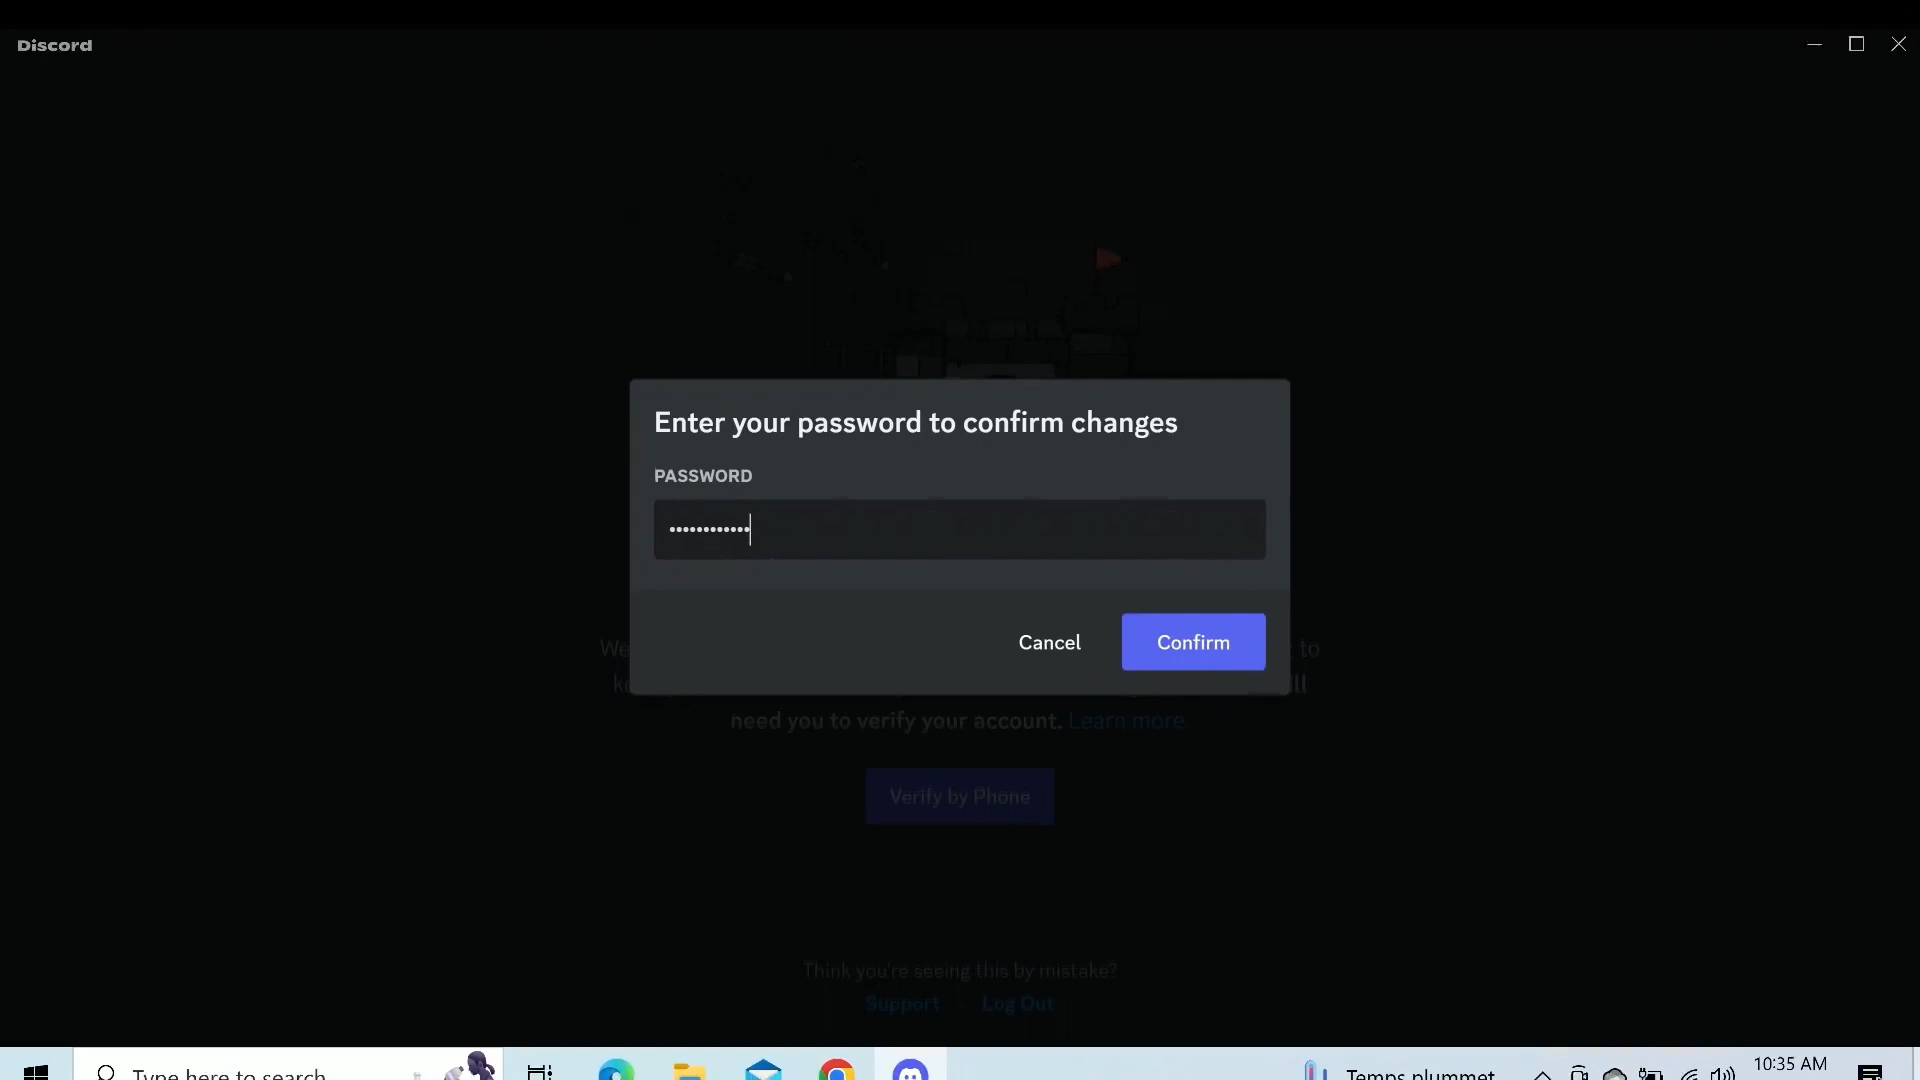 Discord
Enter your password to confirm changes
PASSWORD
••••••••••••
Cancel
Confirm
We
to
need you to verify your account. Learn more
Verify by Phone
Think you're seeing this by mistake?
Support · Log Out
Type here to search
Temps plummet
10:35 AM